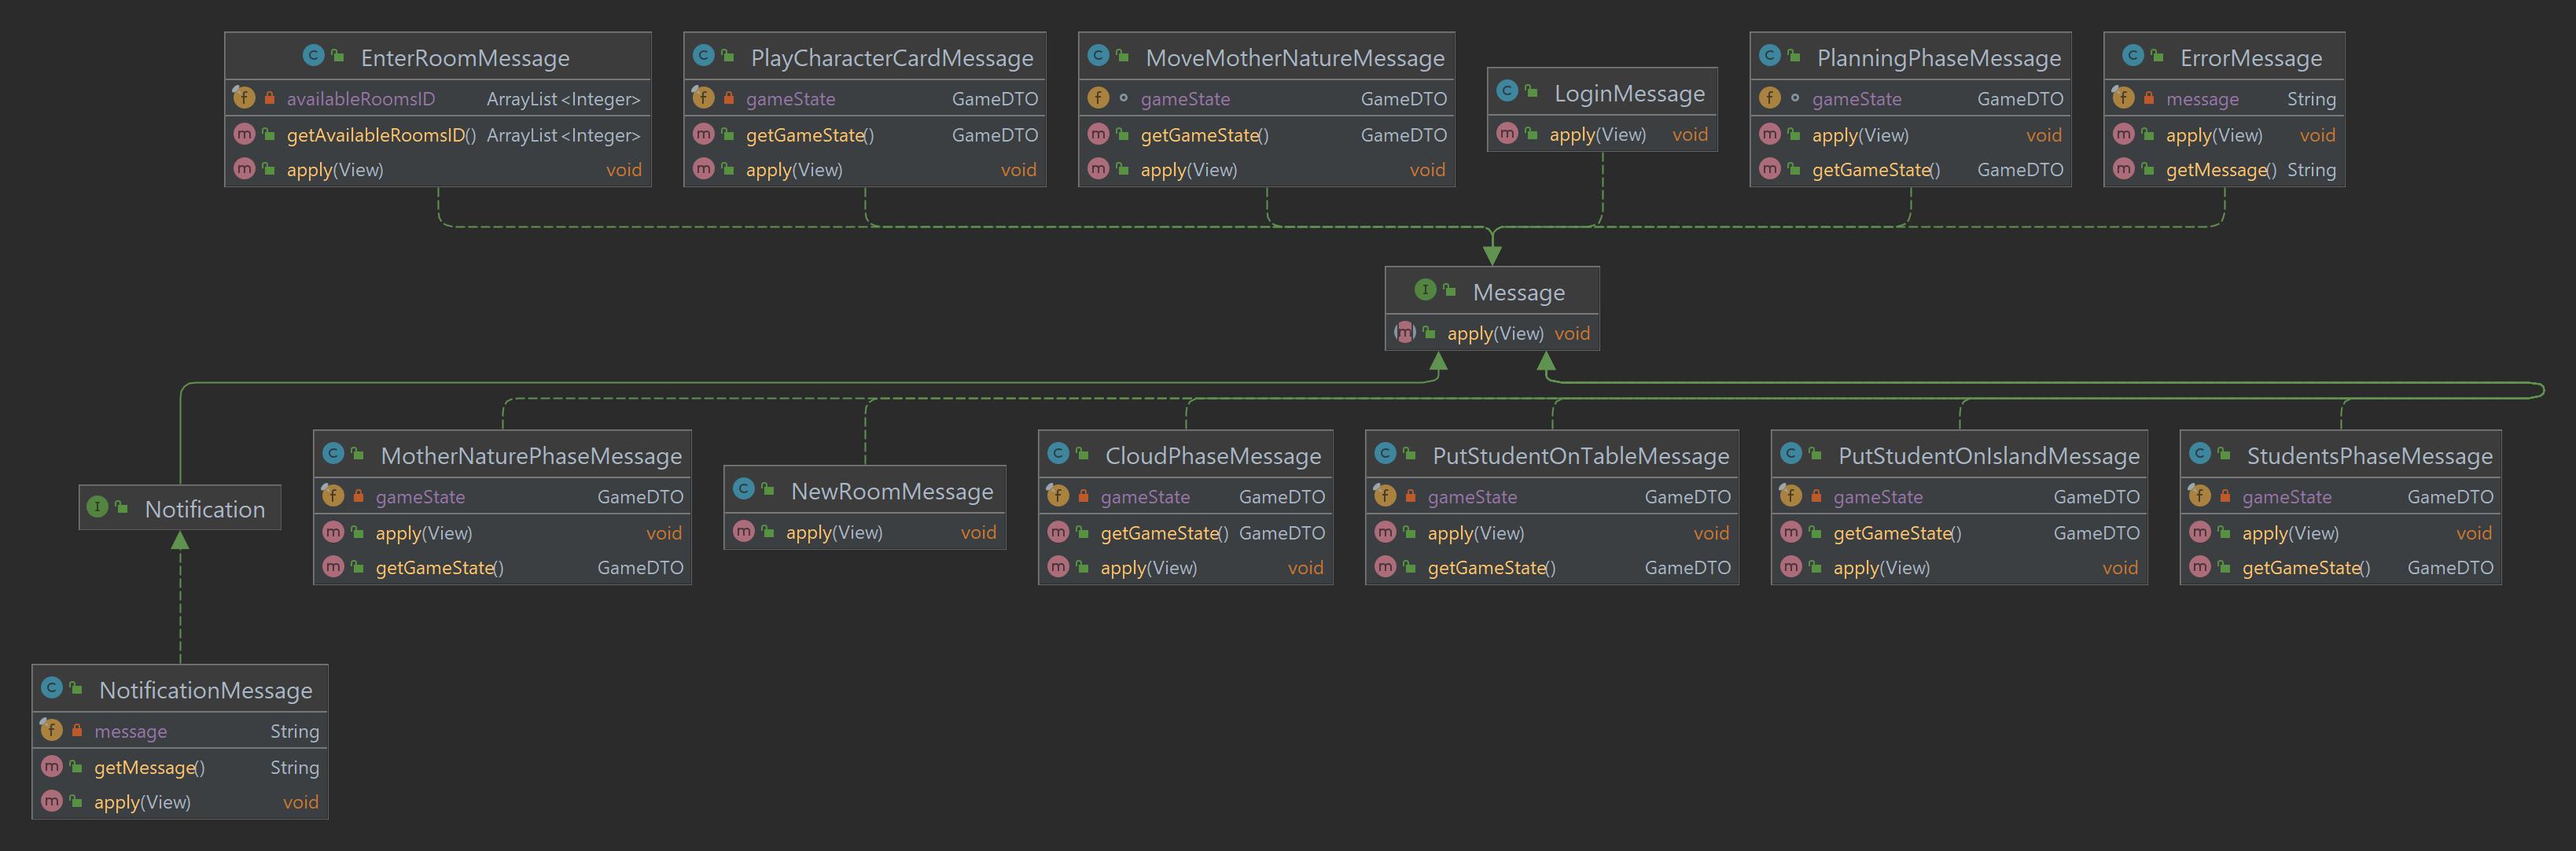 EnterRoomMessage
availableRoomsID ArrayList<Integer>
getAvailableRoomsID() ArrayList<Integer>
apply(View) void
PlayCharacterCardMessage
gameState GameDTO
getGameState() GameDTO
apply(View) void
MoveMotherNatureMessage
gameState GameDTO
getGameState() GameDTO
apply(View) void
LoginMessage
apply(View) void
PlanningPhaseMessage
gameState GameDTO
apply(View) void
getGameState() GameDTO
ErrorMessage
message String
apply(View) void
getMessage() String
Message
apply(View) void
Notification
MotherNaturePhaseMessage
gameState GameDTO
apply(View) void
getGameState() GameDTO
NewRoomMessage
apply(View) void
CloudPhaseMessage
gameState GameDTO
getGameState() GameDTO
apply(View) void
PutStudentOnTableMessage
gameState GameDTO
apply(View) void
getGameState() GameDTO
PutStudentOnIslandMessage
gameState GameDTO
getGameState() GameDTO
apply(View) void
StudentsPhaseMessage
gameState GameDTO
apply(View) void
getGameState() GameDTO
NotificationMessage
message String
getMessage() String
apply(View) void